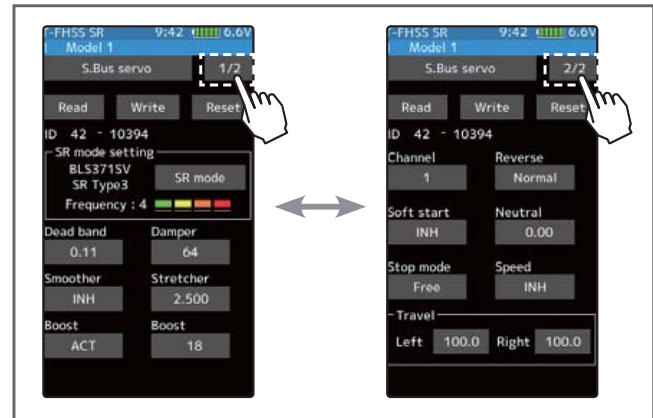 T-FHSS SR 9:42 6.6V
Model 1
S.Bus servo 1/2
Read Write Reset
ID 42 - 10394
SR mode setting
BLS371SV
SR Type3
SR mode
Frequency : 4
Dead band Damper
0.11 64
Smoother Stretcher
INH 2.500
Boost Boost
ACT 18
T-FHSS SR 9:42 6.6V
Model 1
S.Bus servo 2/2
Read Write Reset
ID 42 - 10394
Channel Reverse
1 Normal
Soft start Neutral
INH 0.00
Stop mode Speed
Free INH
Travel
Left 100.0 Right 100.0